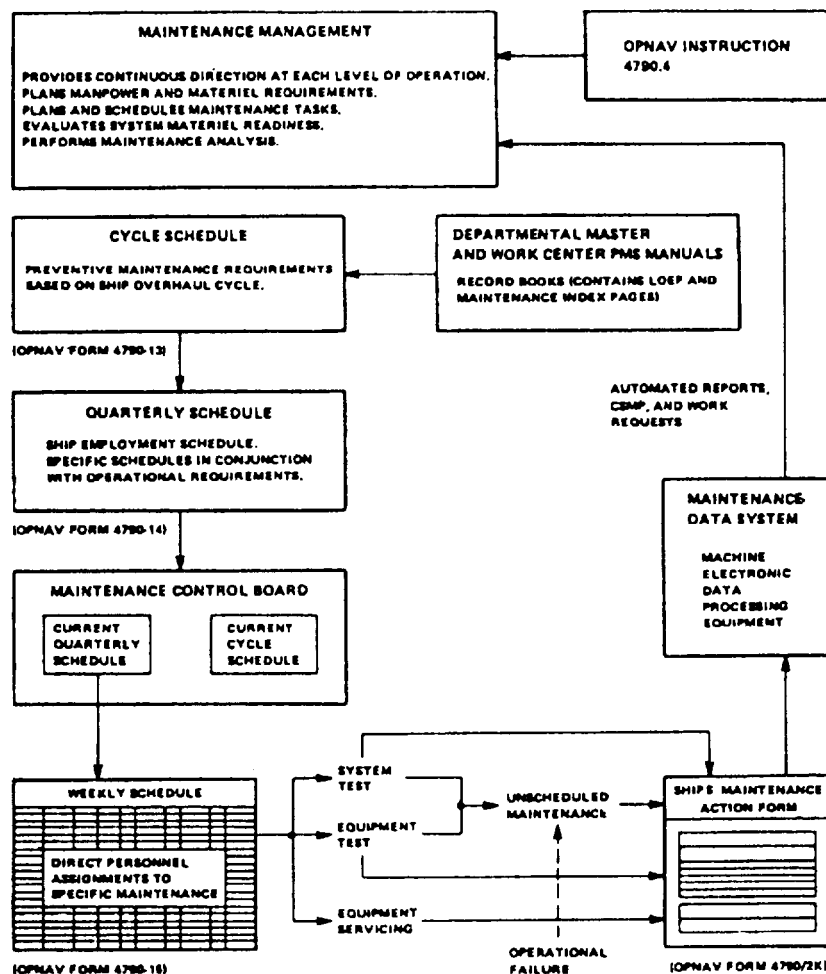 MAINTENANCE MANAGEMENT
PROVIDES CONTINUOUS DIRECTION AT EACH LEVEL OF OPERATION.
PLANS MANPOWER AND MATERIEL REQUIREMENTS.
PLANS AND SCHEDULES MAINTENANCE TASKS.
EVALUATES SYSTEM MATERIEL READINESS.
PERFORMS MAINTENANCE ANALYSIS.
OPNAV INSTRUCTION
4790.4
CYCLE SCHEDULE
PREVENTIVE MAINTENANCE REQUIREMENTS
BASED ON SHIP OVERHAUL CYCLE.
(OPNAV FORM 4790-13)
DEPARTMENTAL MASTER
AND WORK CENTER PMS MANUALS
RECORD BOOKS (CONTAINS LOEP AND
MAINTENANCE INDEX PAGES)
QUARTERLY SCHEDULE
SHIP EMPLOYMENT SCHEDULE.
SPECIFIC SCHEDULES IN CONJUNCTION
WITH OPERATIONAL REQUIREMENTS.
(OPNAV FORM 4790-14)
AUTOMATED REPORTS,
CSMP, AND WORK
REQUESTS
MAINTENANCE
DATA SYSTEM
MACHINE
ELECTRONIC
DATA
PROCESSING
EQUIPMENT
MAINTENANCE CONTROL BOARD
CURRENT
QUARTERLY
SCHEDULE
CURRENT
CYCLE
SCHEDULE
WEEKLY SCHEDULE
DIRECT PERSONNEL
ASSIGNMENTS TO
SPECIFIC MAINTENANCE
(OPNAV FORM 4790-15)
SYSTEM
TEST
EQUIPMENT
TEST
EQUIPMENT
SERVICING
UNSCHEDULED
MAINTENANCE
OPERATIONAL
FAILURE
SHIPS MAINTENANCE
ACTION FORM
(OPNAV FORM 4790/2K)